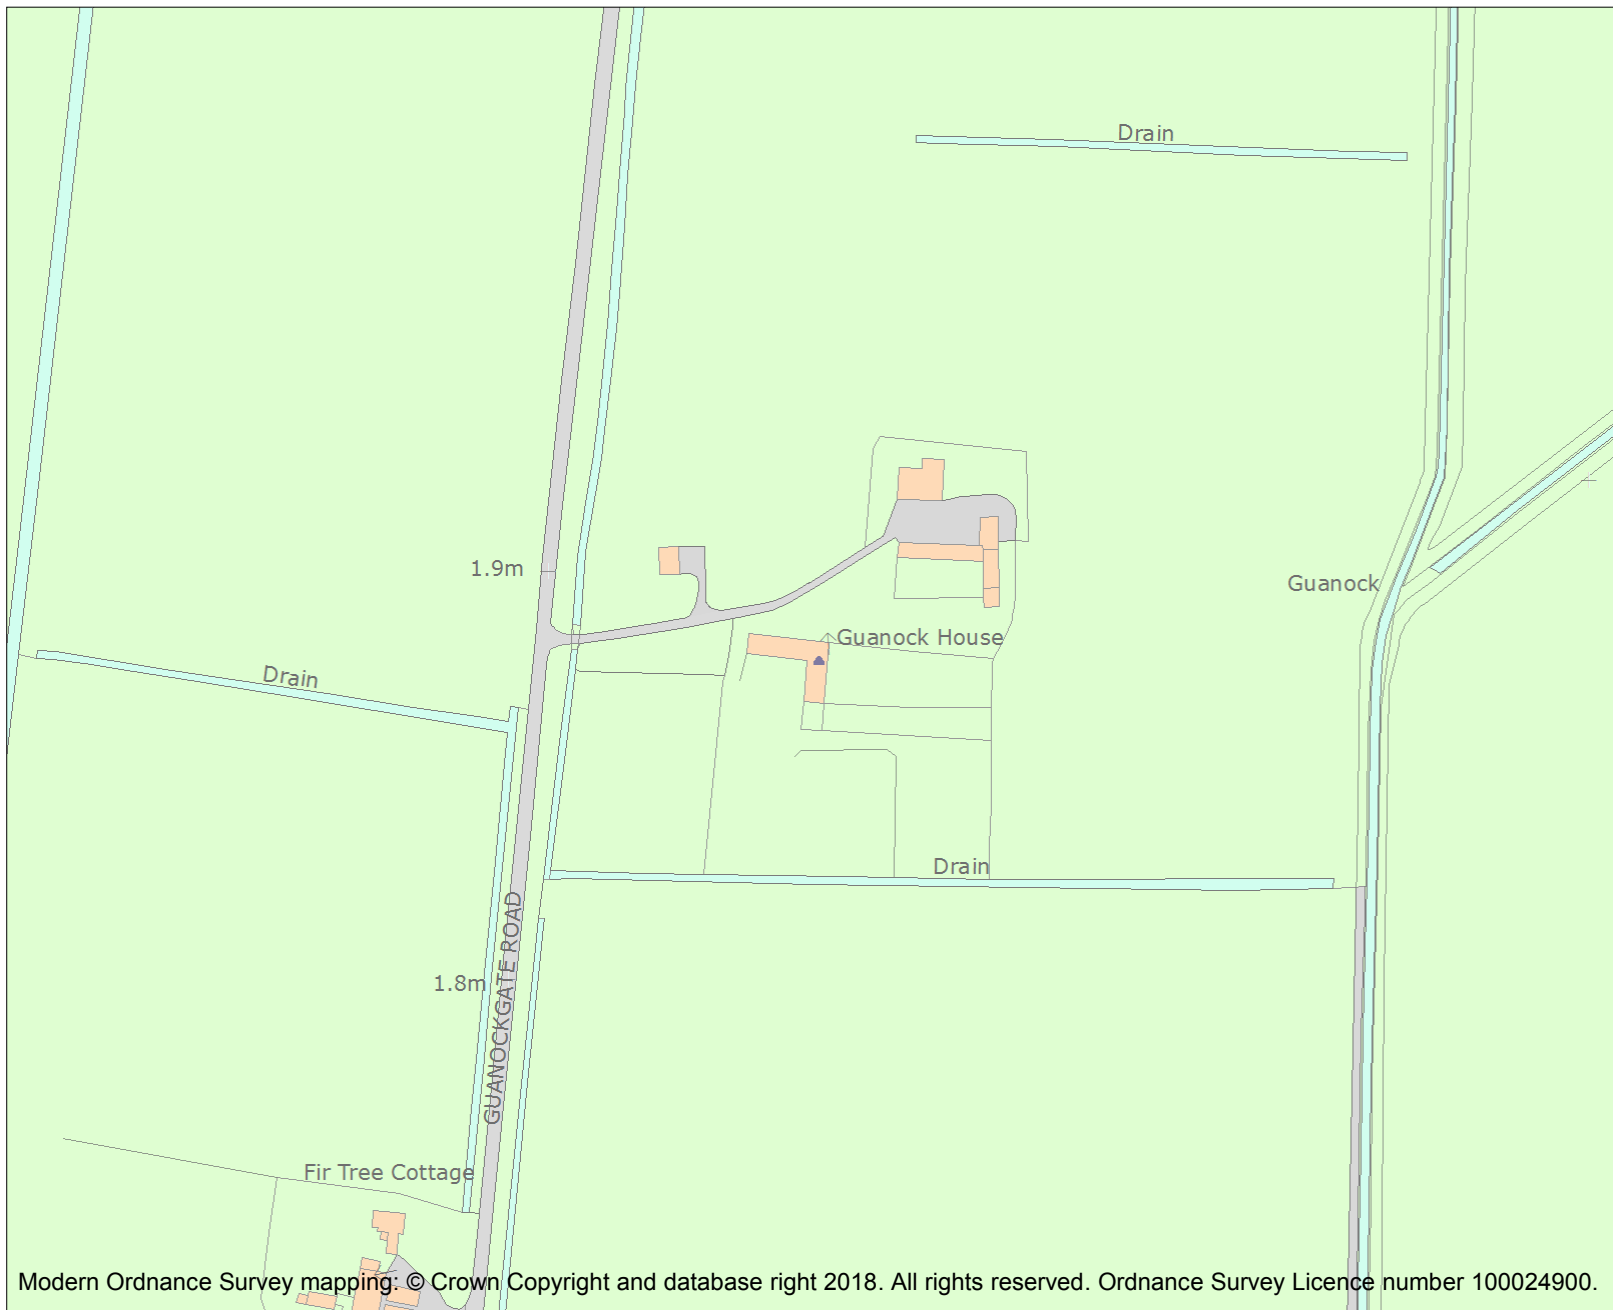 Drain
1.9m
Guanock
Guanock House
Drain
Drain
GUANOCKGATE ROAD
1.8m
Fir Tree Cottage
Modern Ordnance Survey mapping: © Crown Copyright and database right 2018. All rights reserved. Ordnance Survey Licence number 100024900.